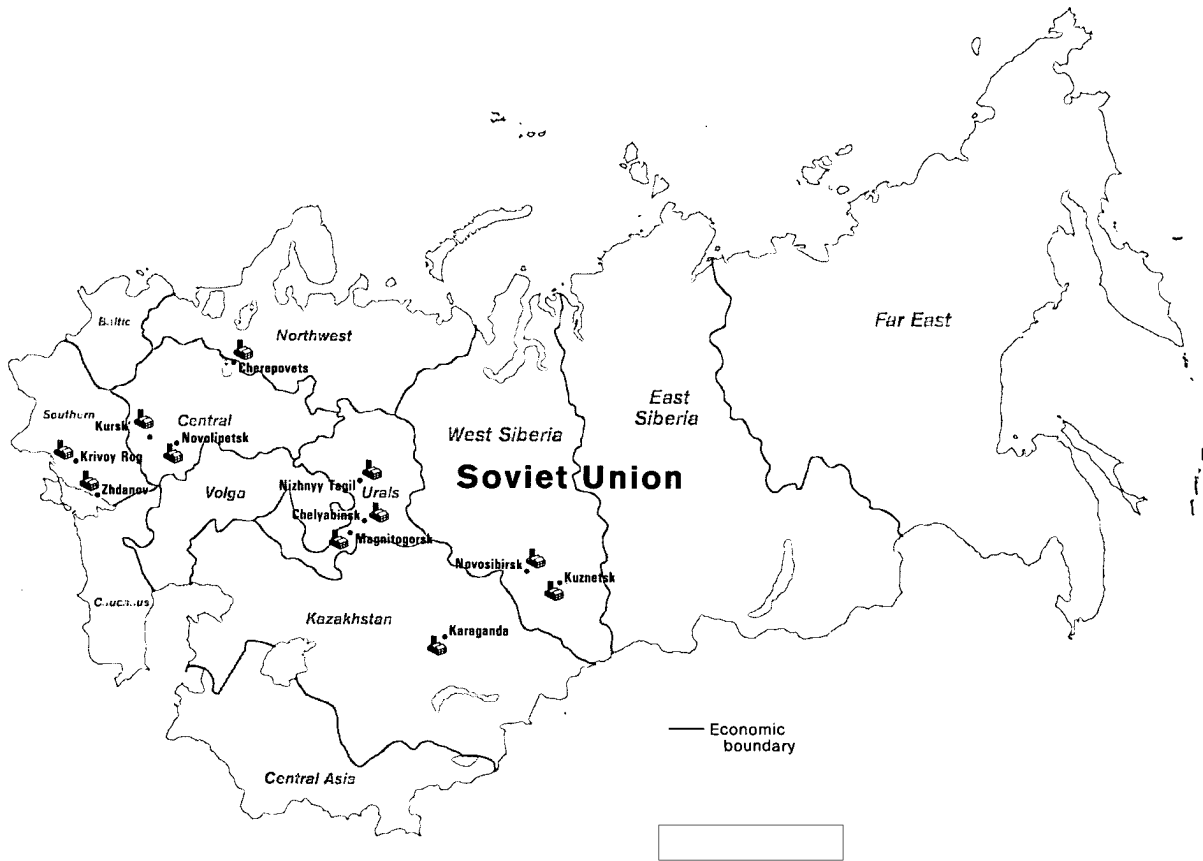 Baltic
Northwest
Far East
Cherepovets
East
Siberia
Southern
Central
Kursk
Novolipetsk
West Siberia
Krivoy Rog
Soviet Union
Nizhnyy Tagil
Urals
Volga
Zhdanov
Chelyabinsk
Magnitogorsk
Novosibirsk
Kuznetsk
Caucasus
Kazakhstan
Karaganda
Economic
boundary
Central Asia